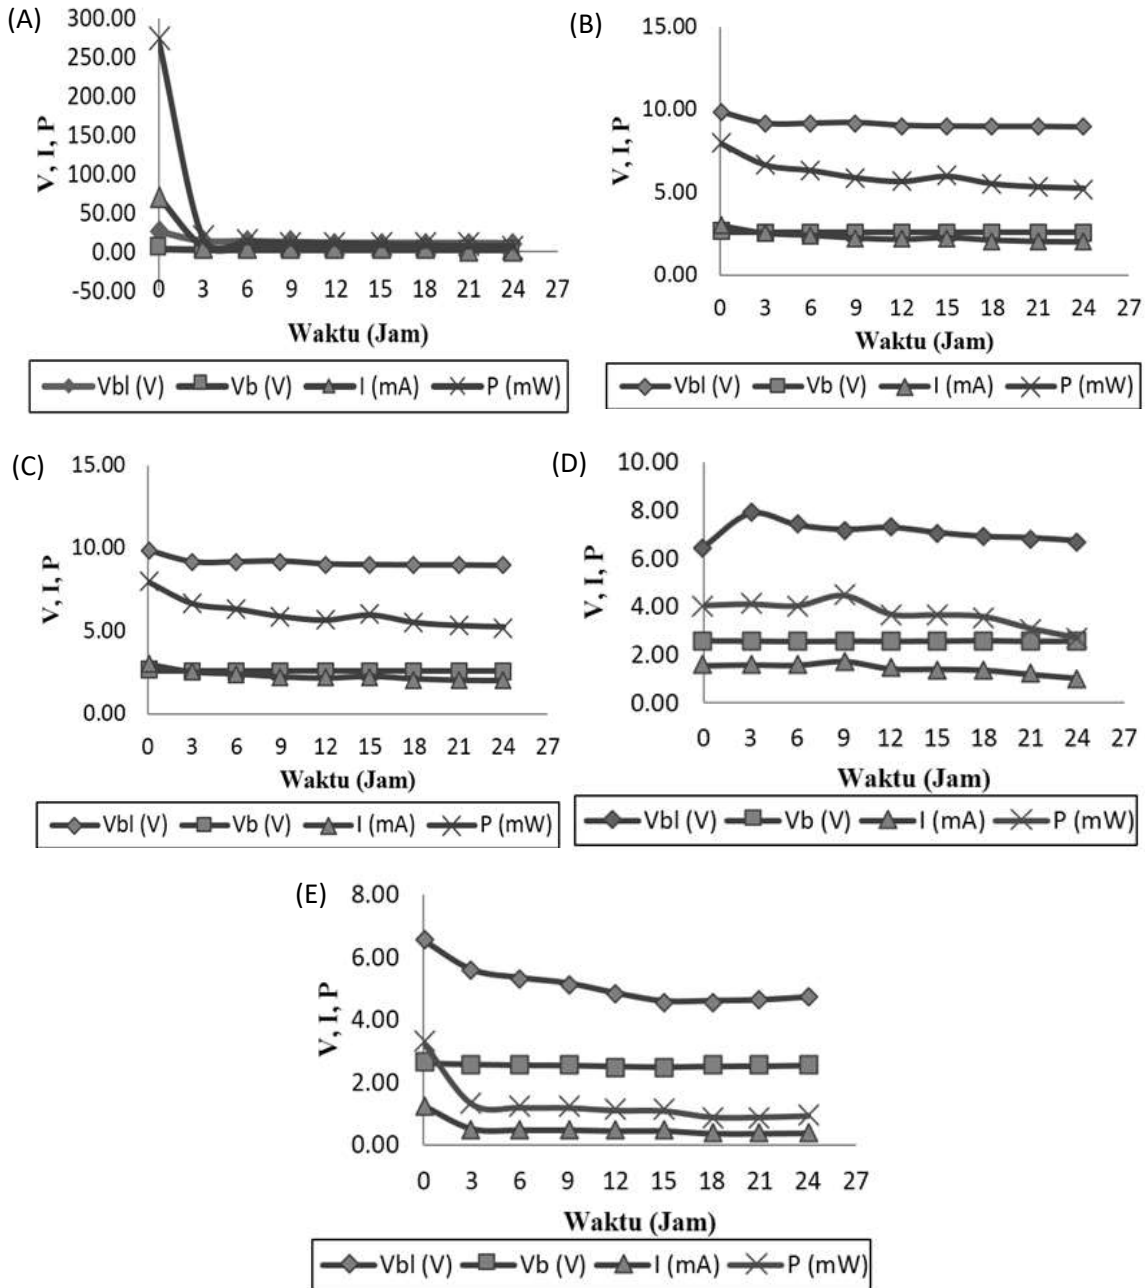 (A)
300.00
250.00
200.00
150.00
100.00
50.00
0.00
-50.00
V, I, P
0 3 6 9 12 15 18 21 24 27
Waktu (Jam)
Vbl (V) Vb (V) I (mA) P (mW)
(B)
15.00
10.00
5.00
0.00
V, I, P
0 3 6 9 12 15 18 21 24 27
Waktu (Jam)
Vbl (V) Vb (V) I (mA) P (mW)
(C)
15.00
10.00
5.00
0.00
V, I, P
0 3 6 9 12 15 18 21 24 27
Waktu (Jam)
Vbl (V) Vb (V) I (mA) P (mW)
(D)
10.00
8.00
6.00
4.00
2.00
0.00
V, I, P
0 3 6 9 12 15 18 21 24 27
Waktu (Jam)
Vbl (V) Vb (V) I (mA) P (mW)
(E)
8.00
6.00
4.00
2.00
0.00
V, I, P
0 3 6 9 12 15 18 21 24 27
Waktu (Jam)
Vbl (V) Vb (V) I (mA) P (mW)